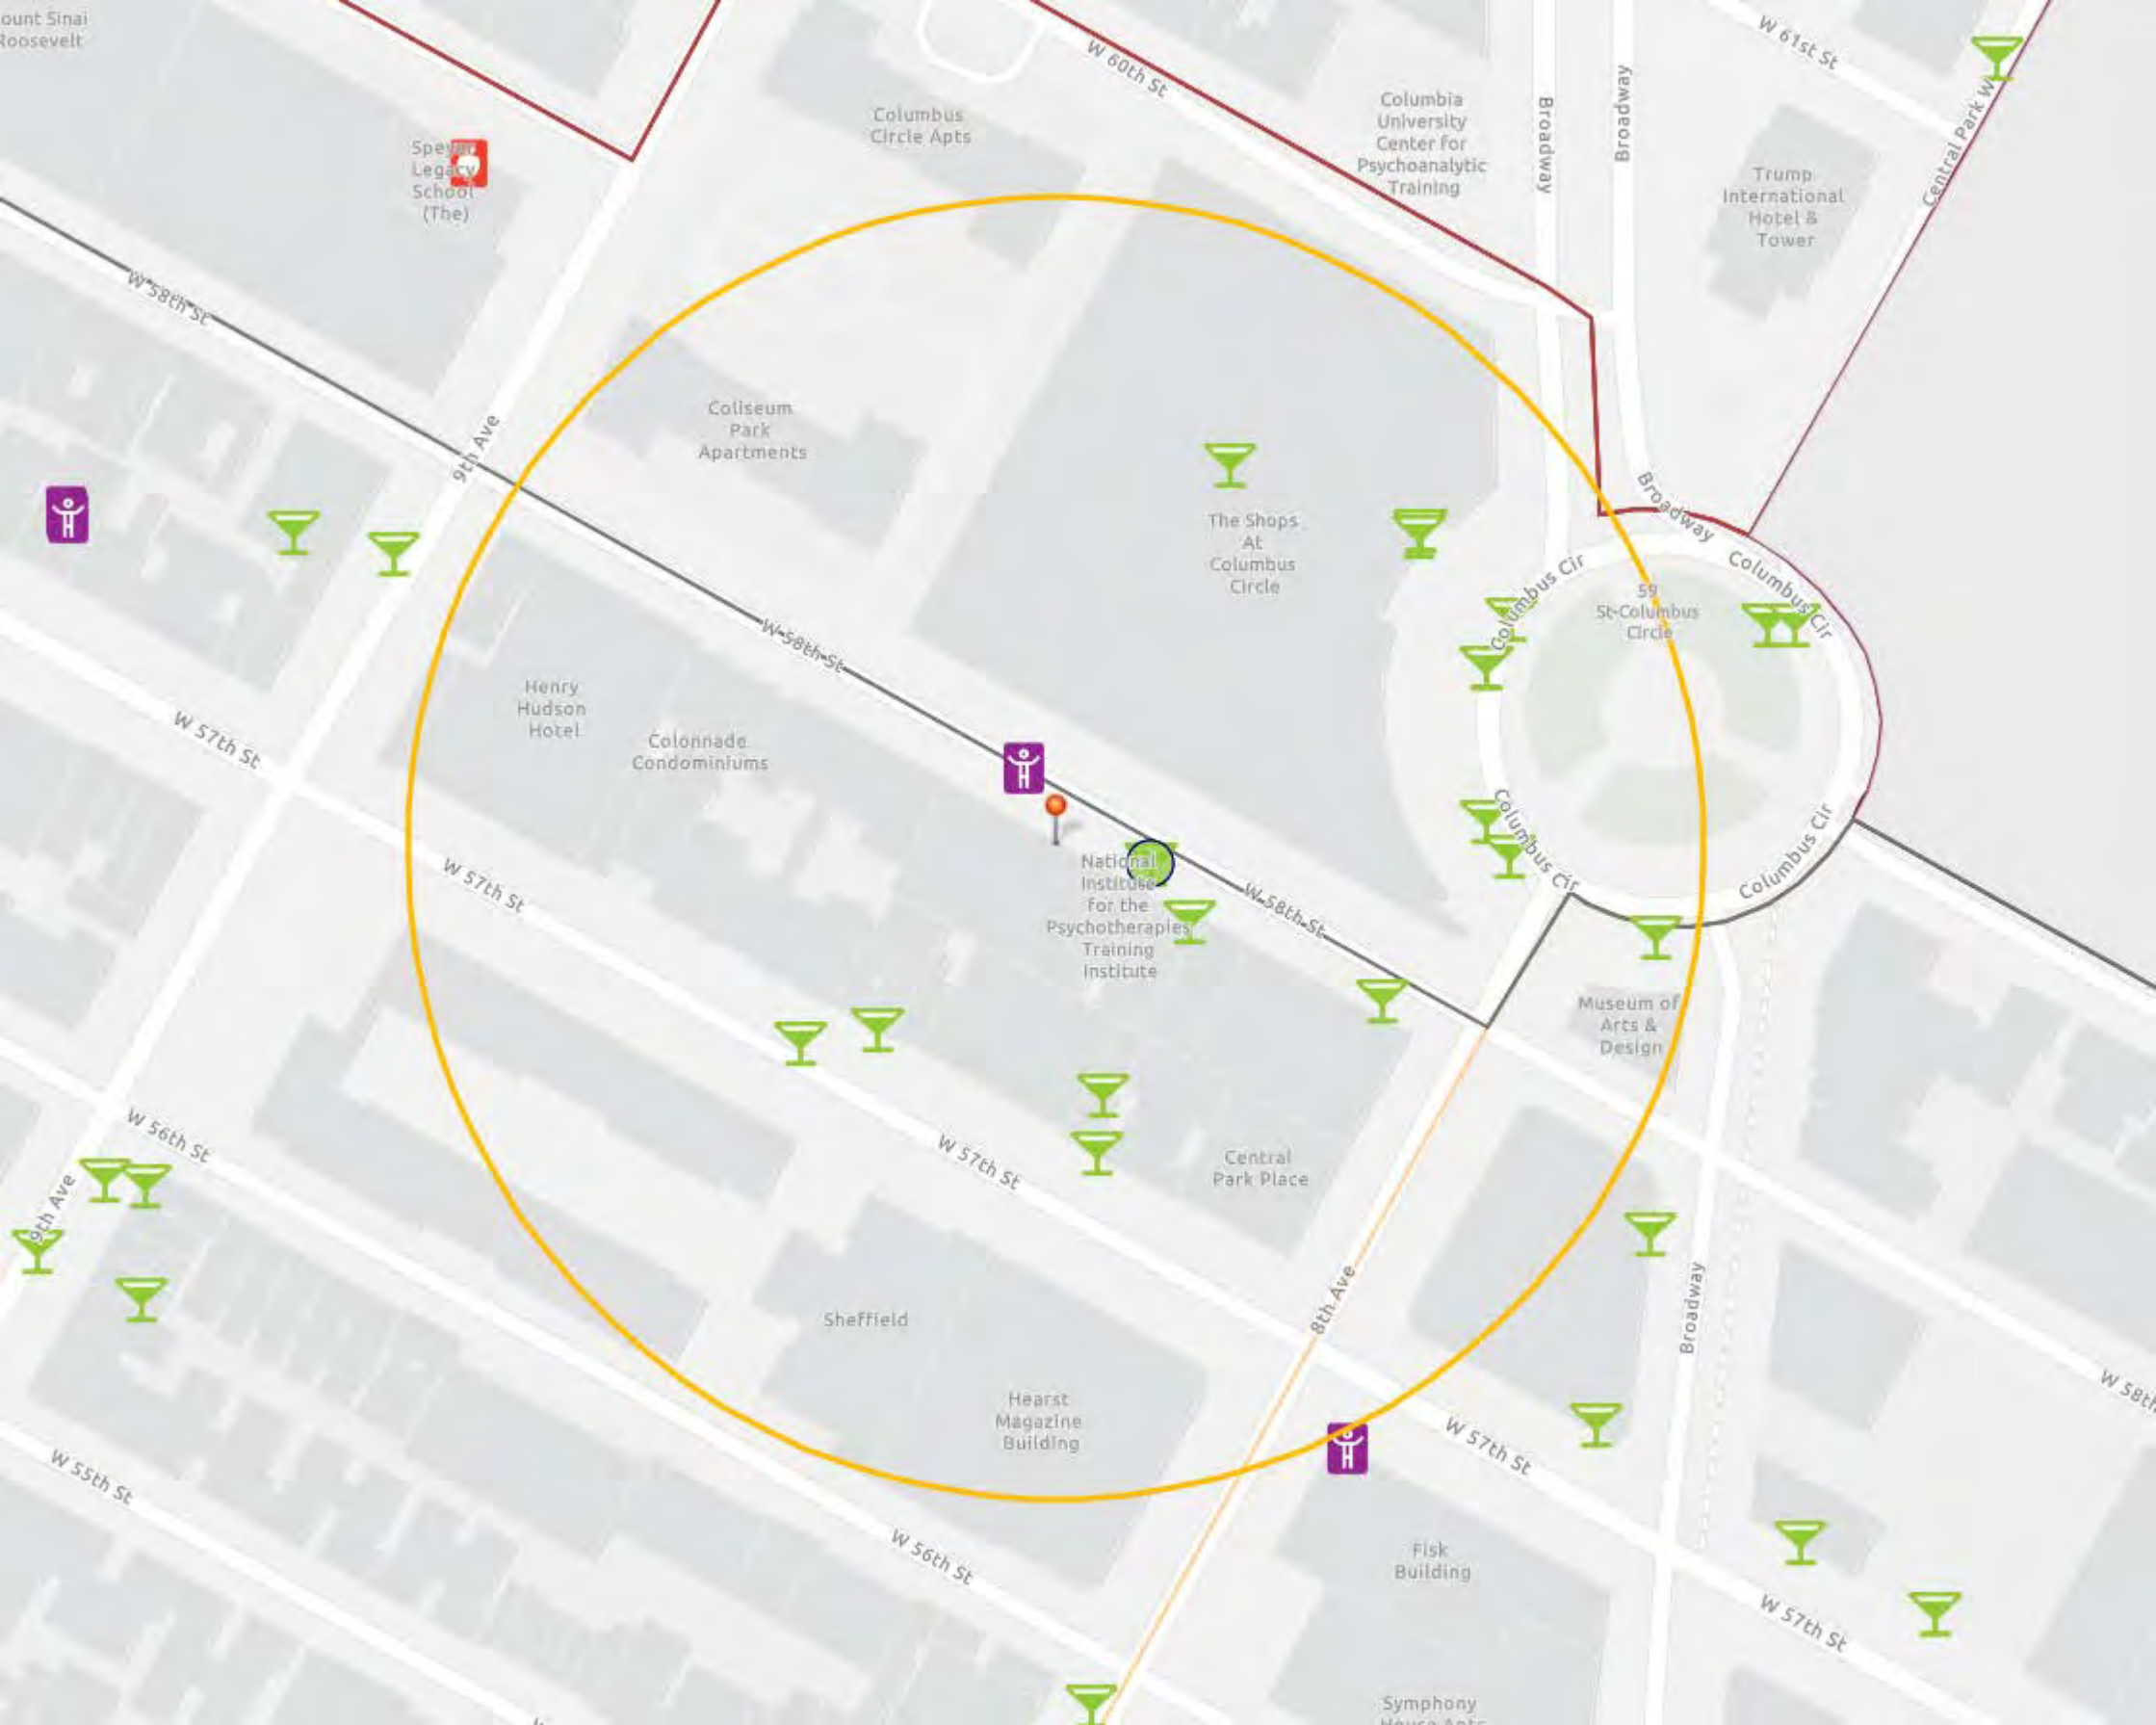 ount Sinai
Roosevelt
W 60th St
W 61st St
Columbus
Circle Apts
Columbia
University
Center for
Psychoanalytic
Training
Broadway
Broadway
Central Park W
Speyer
Legacy
School
(The)
Trump
International
Hotel &
Tower
W 58th St
9th Ave
Coliseum
Park
Apartments
The Shops
At
Columbus
Circle
Broadway
Columbus Cir
Columbus Cir
59
St-Columbus
Circle
W 58th St
Henry
Hudson
Hotel
Colonnade
Condominiums
W 57th St
W 57th St
National
Institute
for the
Psychotherapies
Training
Institute
W 58th St
Columbus Cir
Columbus Cir
Museum of
Arts &
Design
W 56th St
W 57th St
Central
Park Place
9th Ave
8th Ave
Broadway
Sheffield
Hearst
Magazine
Building
W 58th
W 57th St
W 55th St
W 56th St
Fisk
Building
W 57th St
Symphony
House Apts